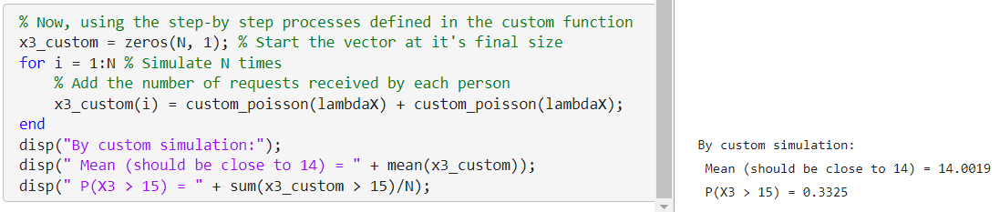 % Now, using the step-by step processes defined in the custom function
x3_custom = zeros(N, 1); % Start the vector at it's final size
for i = 1:N % Simulate N times
    % Add the number of requests received by each person
    x3_custom(i) = custom_poisson(lambdaX) + custom_poisson(lambdaX);
end
disp("By custom simulation:");
disp(" Mean (should be close to 14) = " + mean(x3_custom));
disp(" P(X3 > 15) = " + sum(x3_custom > 15)/N);
By custom simulation:
 Mean (should be close to 14) = 14.0019
 P(X3 > 15) = 0.3325